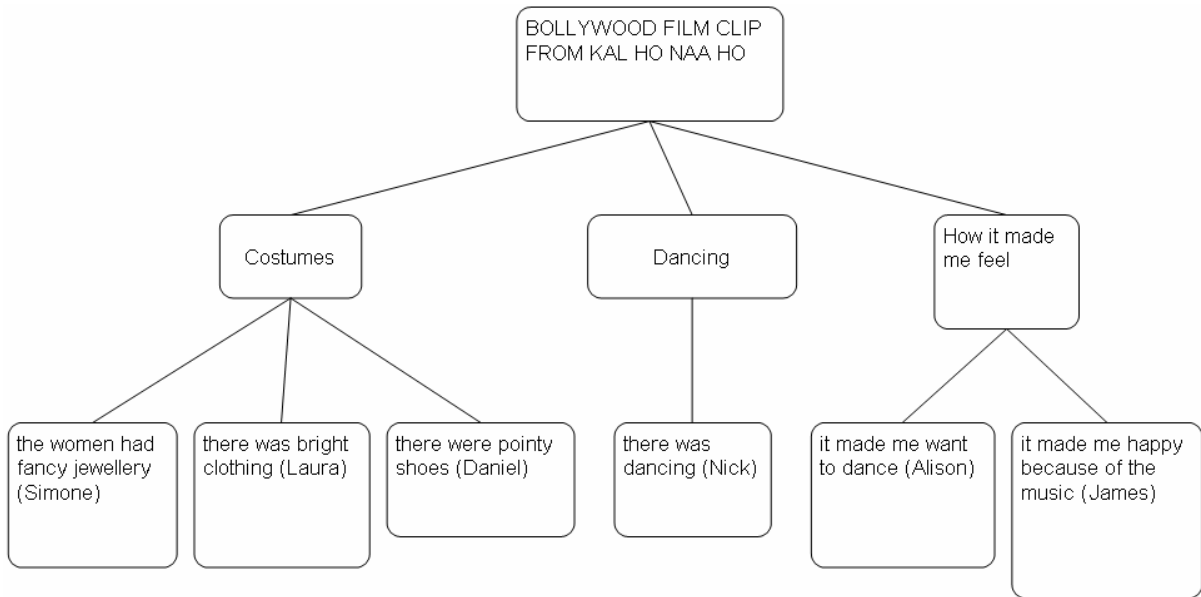 BOLLYWOOD FILM CLIP
FROM KAL HO NAA HO
Costumes
Dancing
How it made
me feel
the women had
fancy jewellery
(Simone)
there was bright
clothing (Laura)
there were pointy
shoes (Daniel)
there was
dancing (Nick)
it made me want
to dance (Alison)
it made me happy
because of the
music (James)